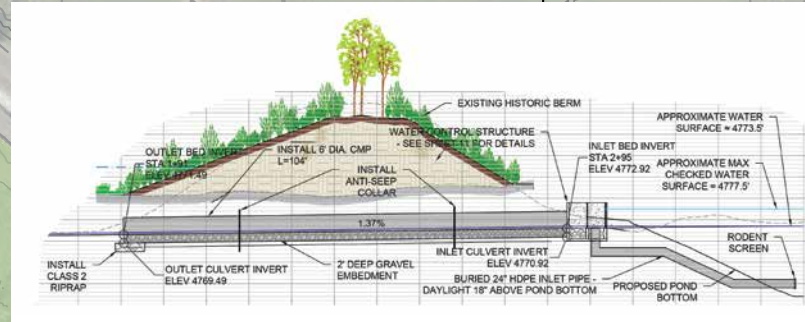 EXISTING HISTORIC BERM
APPROXIMATE WATER
SURFACE = 4773.5'
OUTLET BED INVERT
STA 1+91
ELEV 4771.49
INSTALL 6' DIA. CMP
L=104'
WATER CONTROL STRUCTURE
- SEE SHEET 11 FOR DETAILS
INLET BED INVERT
STA 2+95
ELEV 4772.92
APPROXIMATE MAX
CHECKED WATER
SURFACE = 4777.5'
INSTALL
ANTI-SEEP
COLLAR
1.37%
RODENT
SCREEN
INSTALL
CLASS 2
RIPRAP
OUTLET CULVERT INVERT
ELEV 4769.49
2' DEEP GRAVEL
EMBEDMENT
INLET CULVERT INVERT
ELEV 4770.92
BURIED 24" HDPE INLET PIPE -
DAYLIGHT 18" ABOVE POND BOTTOM
PROPOSED POND
BOTTOM